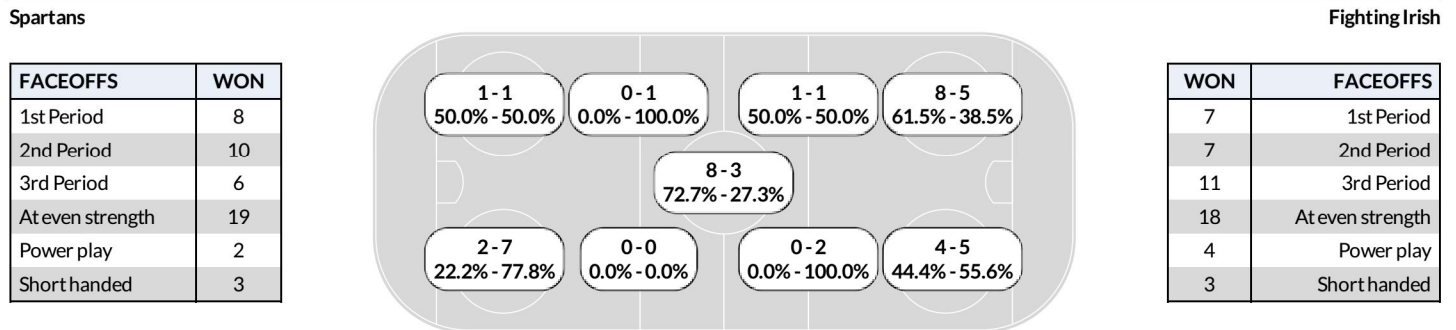 Spartans
Fighting Irish
FACEOFFS WON
1st Period 8
2nd Period 10
3rd Period 6
At even strength 19
Power play 2
Short handed 3
1 - 1 0 - 1 1 - 1 8 - 5
50.0% - 50.0% 0.0% - 100.0% 50.0% - 50.0% 61.5% - 38.5%
8 - 3
72.7% - 27.3%
2 - 7 0 - 0 0 - 2 4 - 5
22.2% - 77.8% 0.0% - 0.0% 0.0% - 100.0% 44.4% - 55.6%
WON FACEOFFS
7 1st Period
7 2nd Period
11 3rd Period
18 At even strength
4 Power play
3 Short handed